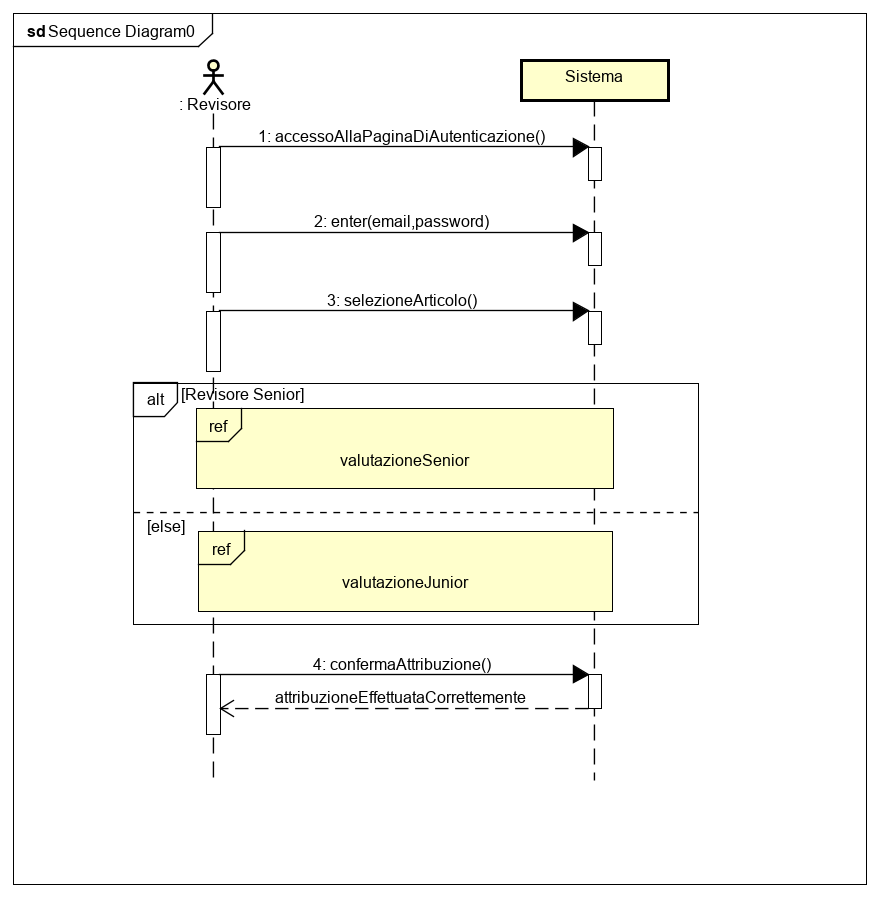 sd Sequence Diagram0
: Revisore
Sistema
1: accessoAllaPaginaDiAutenticazione()
2: enter(email,password)
3: selezioneArticolo()
alt [Revisore Senior]
ref
valutazioneSenior
[else]
ref
valutazioneJunior
4: confermaAttribuzione()
attribuzioneEffettuataCorrettemente